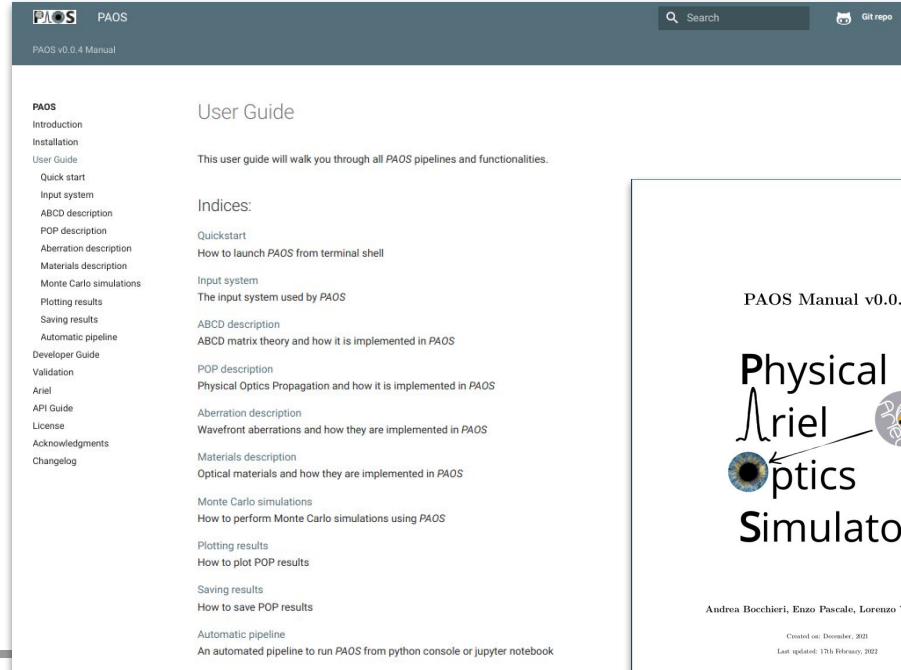 PAOS PAOS Search Git repo
PAOS v0.0.4 Manual
PAOS
Introduction
Installation
User Guide
Quick start
Input system
ABCD description
POP description
Aberration description
Materials description
Monte Carlo simulations
Plotting results
Saving results
Automatic pipeline
Developer Guide
Validation
Ariel
API Guide
License
Acknowledgments
Changelog
User Guide
This user guide will walk you through all PAOS pipelines and functionalities.
Indices:
Quickstart
How to launch PAOS from terminal shell
Input system
The input system used by PAOS
ABCD description
ABCD matrix theory and how it is implemented in PAOS
POP description
Physical Optics Propagation and how it is implemented in PAOS
Aberration description
Wavefront aberrations and how they are implemented in PAOS
Materials description
Optical materials and how they are implemented in PAOS
Monte Carlo simulations
How to perform Monte Carlo simulations using PAOS
Plotting results
How to plot POP results
Saving results
How to save POP results
Automatic pipeline
An automated pipeline to run PAOS from python console or jupyter notebook
PAOS Manual v0.0.
Physical
Ariel
Optics
Simulato
Andrea Bocchieri, Enzo Pascale, Lorenzo
Created on: December, 2021
Last updated: 17th February, 2022